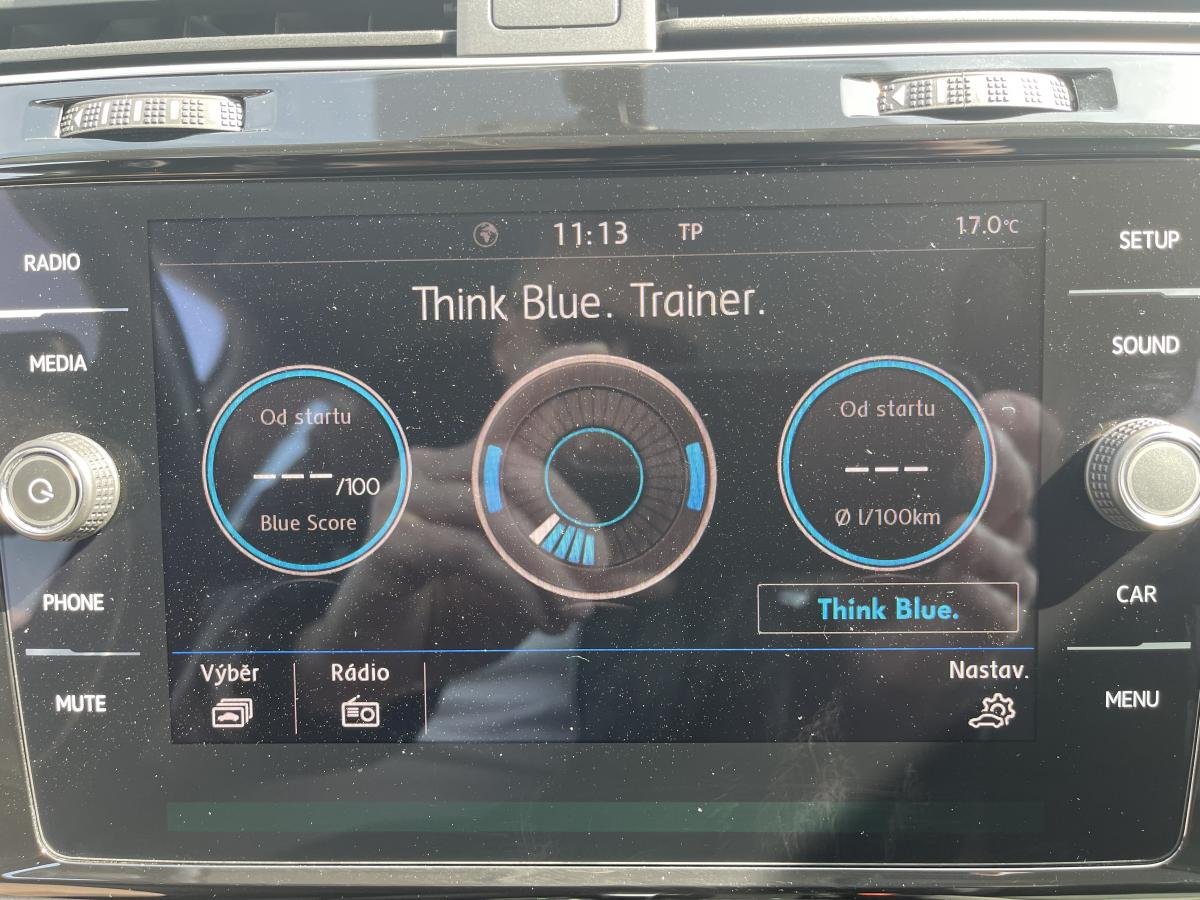 11:13 TP 17.0°C
RADIO
SETUP
Think Blue. Trainer.
MEDIA
SOUND
Od startu
--- /100
Blue Score
Od startu
---
Ø l/100km
PHONE
CAR
Think Blue.
Výběr
Rádio
Nastav.
MUTE
MENU